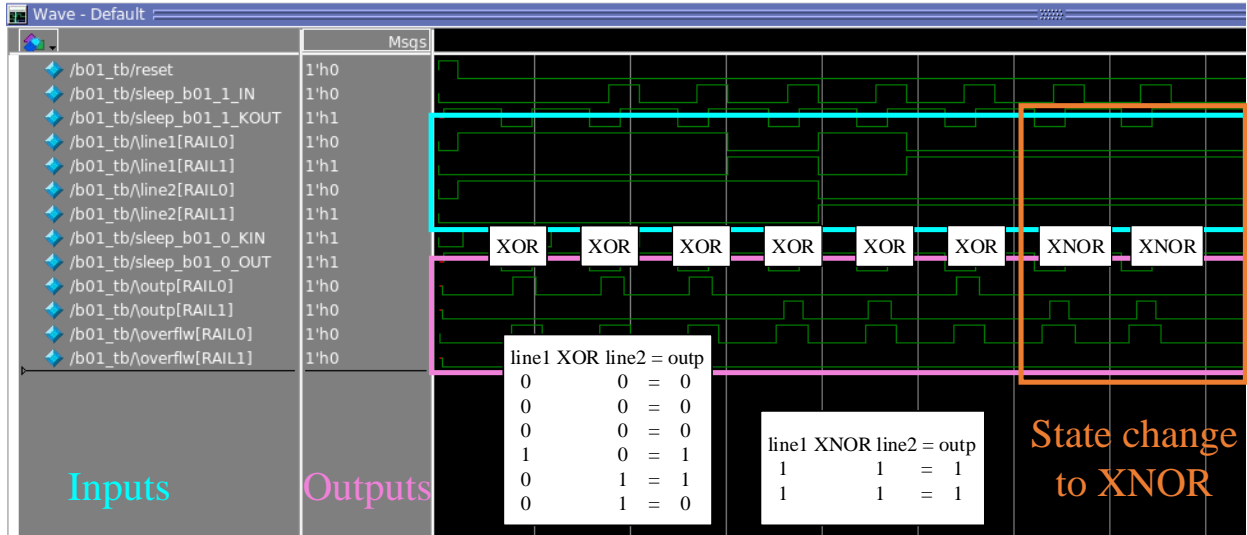 Wave - Default
Msgs
/b01_tb/reset 1'h0
/b01_tb/sleep_b01_1_IN 1'h0
/b01_tb/sleep_b01_1_KOUT 1'h1
/b01_tb/\line1[RAIL0] 1'h0
/b01_tb/\line1[RAIL1] 1'h1
/b01_tb/\line2[RAIL0] 1'h0
/b01_tb/\line2[RAIL1] 1'h1
/b01_tb/sleep_b01_0_KIN 1'h1
/b01_tb/sleep_b01_0_OUT 1'h1
/b01_tb/\outp[RAIL0] 1'h0
/b01_tb/\outp[RAIL1] 1'h0
/b01_tb/\overflw[RAIL0] 1'h0
/b01_tb/\overflw[RAIL1] 1'h0
XOR XOR XOR XOR XOR XOR XNOR XNOR
line1 XOR line2 = outp
0 0 = 0
0 0 = 0
0 0 = 0
1 0 = 1
0 1 = 1
0 1 = 0
line1 XNOR line2 = outp
1 1 = 1
1 1 = 1
State change
to XNOR
Inputs
Outputs